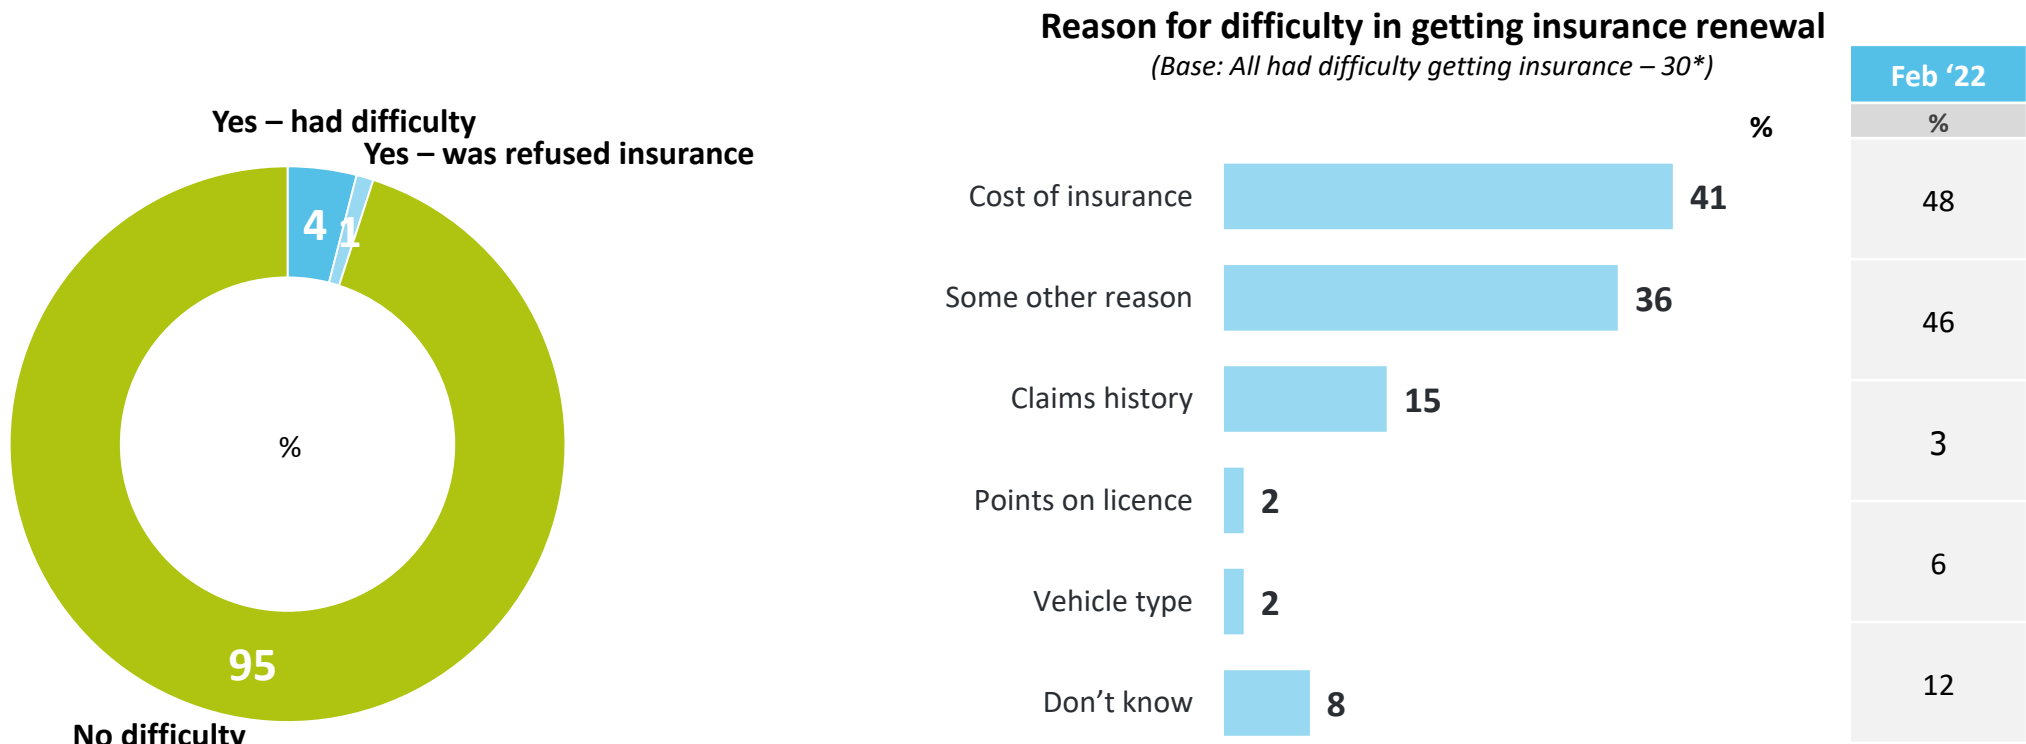 Reason for difficulty in getting insurance renewal
(Base: All had difficulty getting insurance – 30*)
Feb ‘22
%
%
Yes – had difficulty
Yes – was refused insurance
4
1
95
%
No difficulty
Cost of insurance 41 48
Some other reason 36 46
Claims history 15 3
Points on licence 2 6
Vehicle type 2 12
Don’t know 8